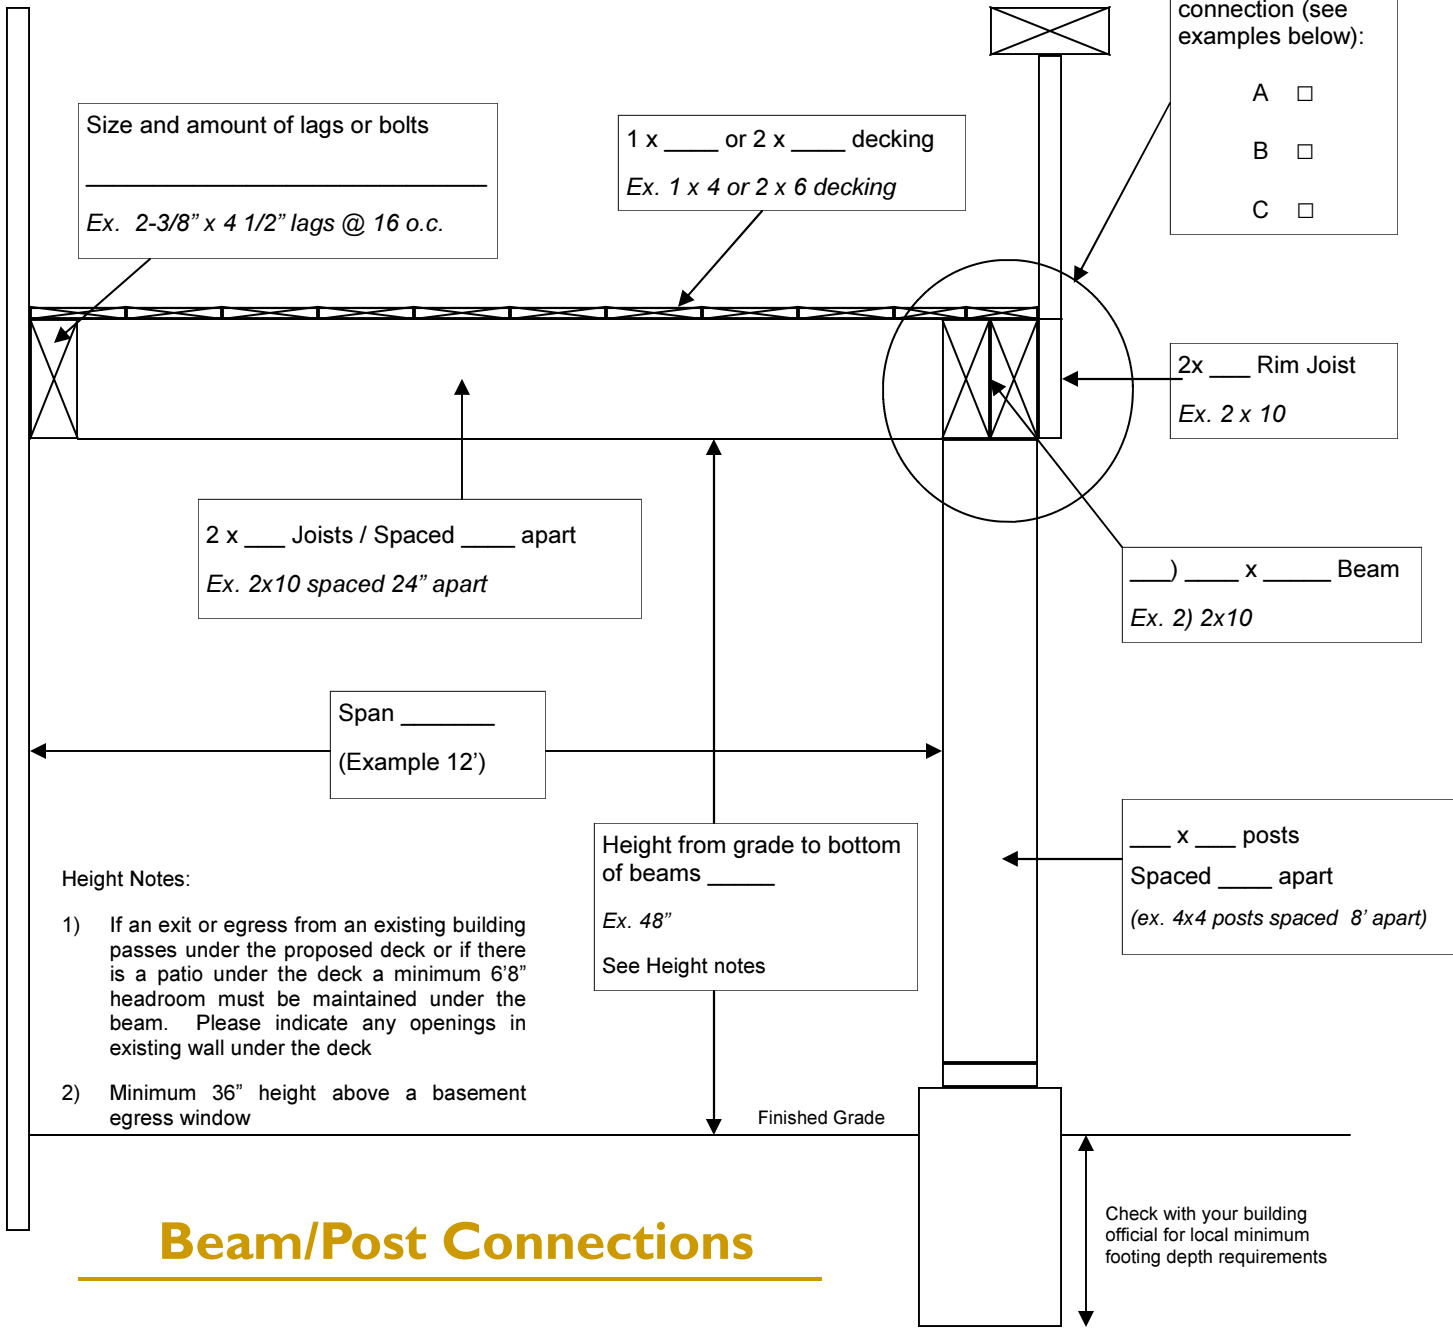 connection (see
examples below):
A □
B □
C □
Size and amount of lags or bolts
______________________________
Ex.  2-3/8” x 4 1/2” lags @ 16 o.c.
1 x ____ or 2 x ____ decking
Ex. 1 x 4 or 2 x 6 decking
2x ___ Rim Joist
Ex. 2 x 10
2 x ___ Joists / Spaced ____ apart
Ex. 2x10 spaced 24” apart
___) ____ x _____ Beam
Ex. 2) 2x10
Span _______
(Example 12’)
Height from grade to bottom
of beams _____
Ex. 48”
See Height notes
___ x ___ posts
Spaced ____ apart
(ex. 4x4 posts spaced  8’ apart)
Height Notes:
1) If an exit or egress from an existing building
passes under the proposed deck or if there
is a patio under the deck a minimum 6’8”
headroom must be maintained under the
beam.  Please indicate any openings in
existing wall under the deck
2) Minimum 36” height above a basement
egress window
Finished Grade
Check with your building
official for local minimum
footing depth requirements
Beam/Post Connections